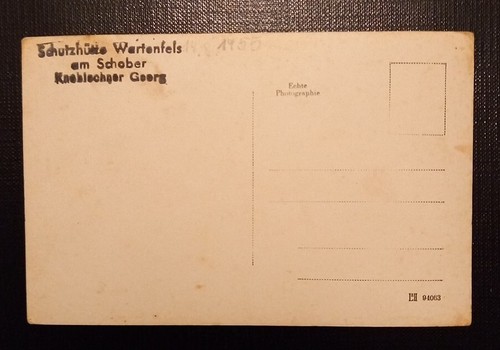 Schutzhütte Wartenfels
am Schober
Knoblechner Georg
Echte
Photographie
94063